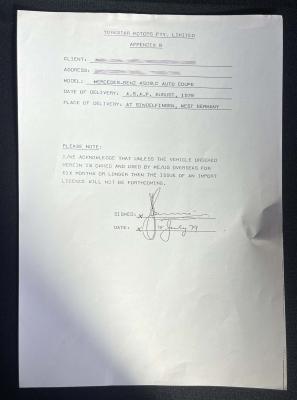 MOTORS PTY. LIMITED
APPENDIX B
CLIENT:
ADDRESS:
MODEL: MERCEDES-BENZ 450SLC AUTO COUPE
DATE OF DELIVERY: A.S.A.P. AUGUST, 1979
PLACE OF DELIVERY: AT SINDELFINGEN, WEST GERMANY
PLEASE NOTE:
I/WE ACKNOWLEDGE THAT UNLESS THE VEHICLE ORDERED
HEREIN IS OWNED AND USED BY ME/US OVERSEAS FOR
SIX MONTHS OR LONGER THEN THE ISSUE OF AN IMPORT
LICENCE WILL NOT BE FORTHCOMING.
SIGNED: x
DATE: x July 79